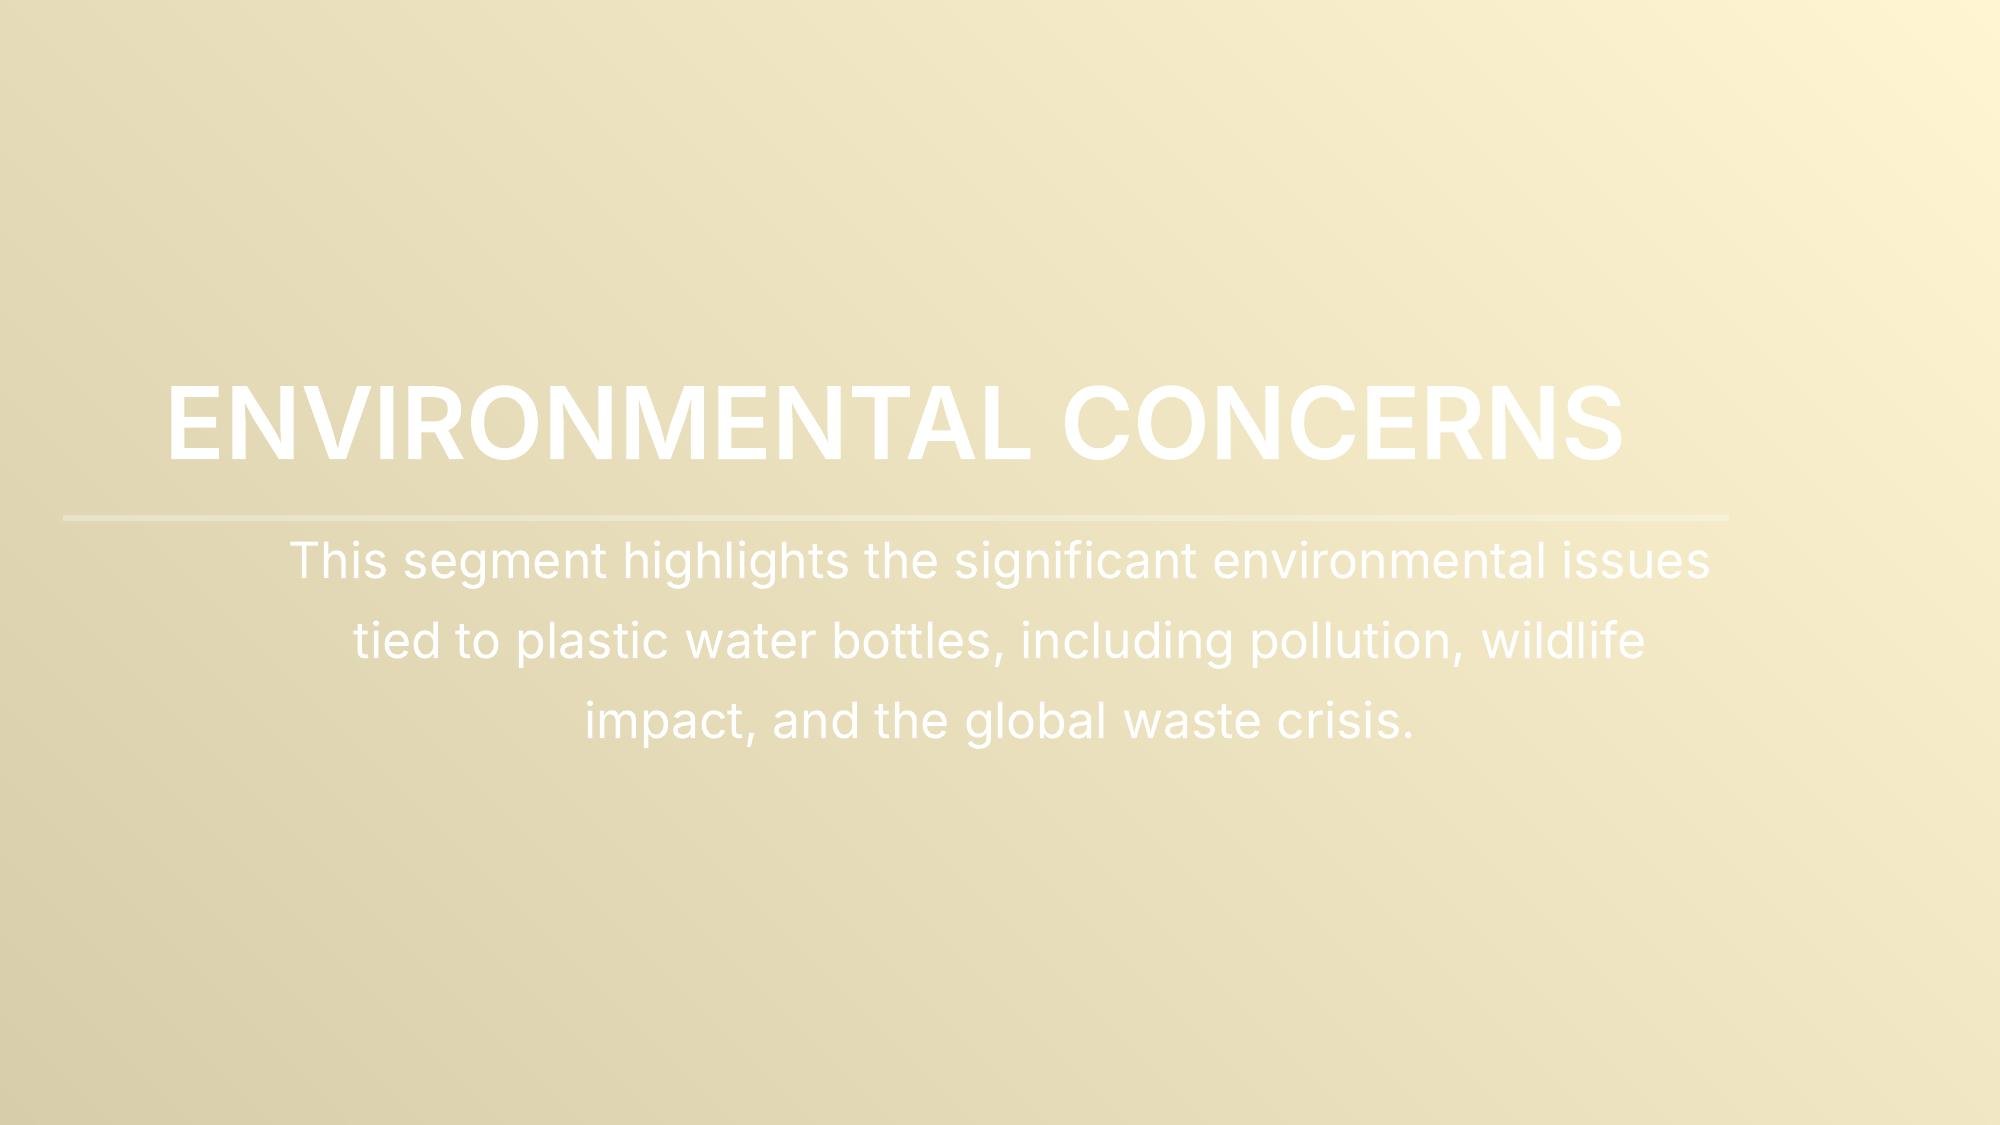 ENVIRONMENTAL CONCERNS
This segment highlights the significant environmental issues
tied to plastic water bottles, including pollution, wildlife
impact, and the global waste crisis.